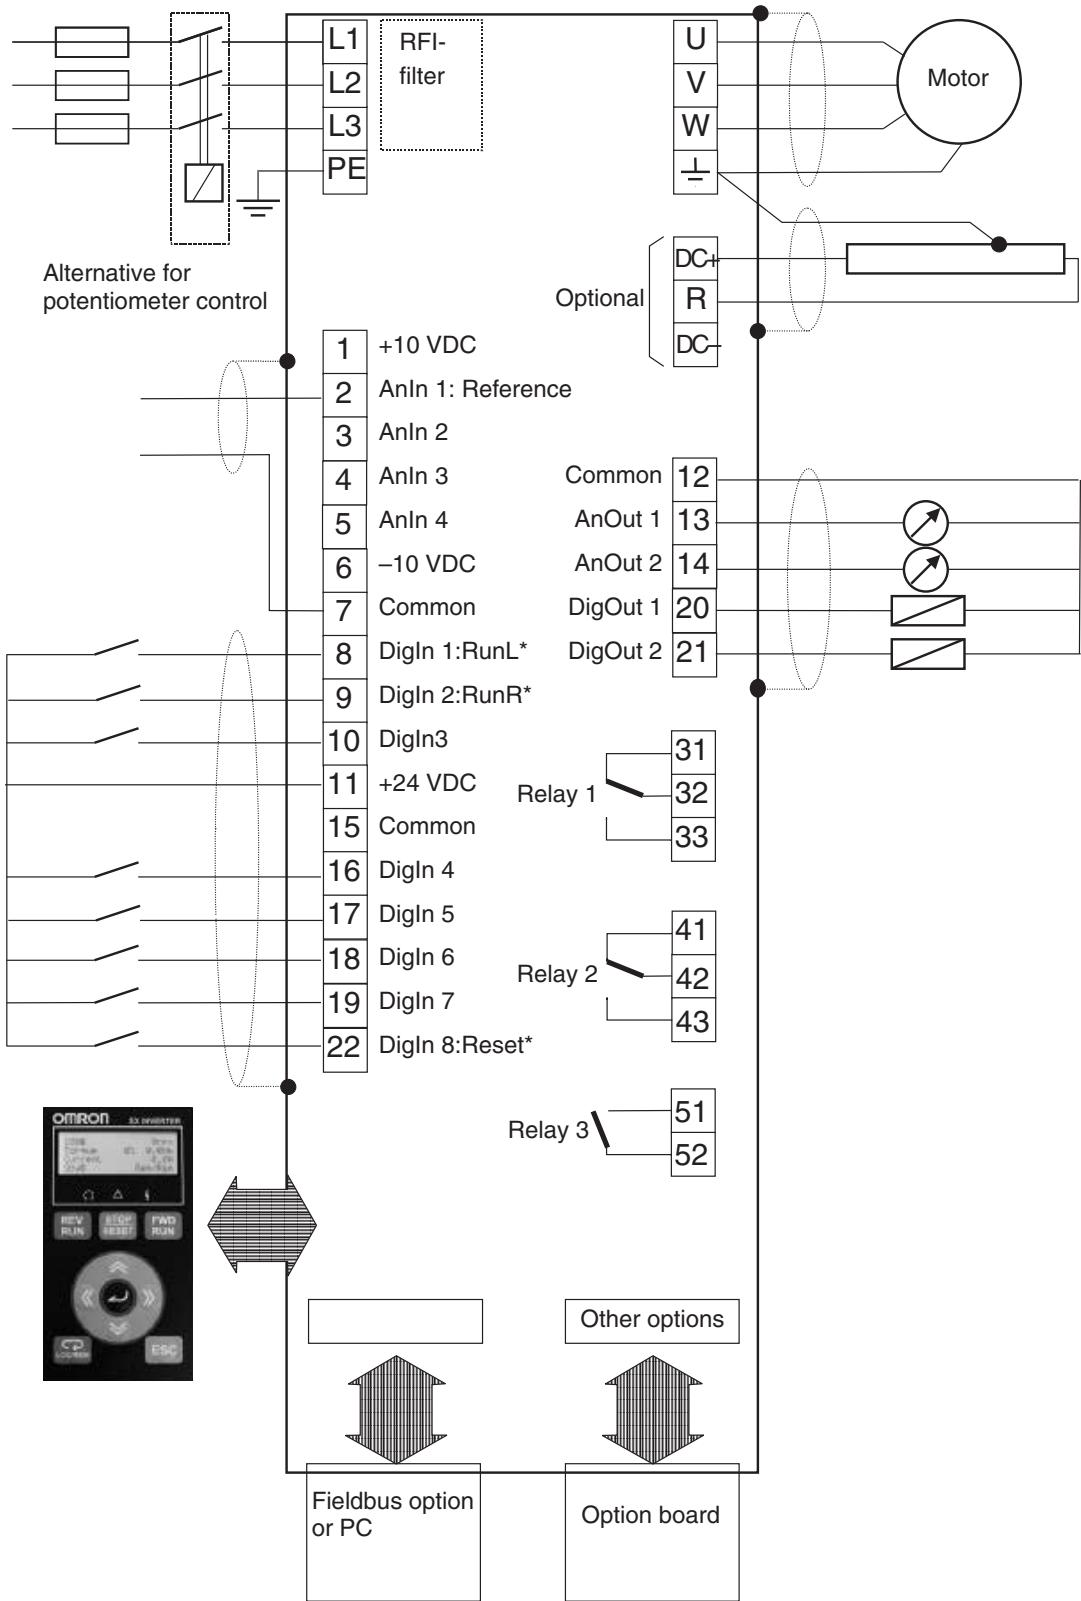 L1
RFI-
filter
L2
L3
PE
U
V
W
Motor
Alternative for
potentiometer control
Optional
DC+
R
DC–
1 +10 VDC
2 AnIn 1: Reference
3 AnIn 2
4 AnIn 3
5 AnIn 4
6 –10 VDC
7 Common
8 DigIn 1:RunL*
9 DigIn 2:RunR*
10 DigIn3
11 +24 VDC
15 Common
16 DigIn 4
17 DigIn 5
18 DigIn 6
19 DigIn 7
22 DigIn 8:Reset*
Common 12
AnOut 1 13
AnOut 2 14
DigOut 1 20
DigOut 2 21
Relay 1
31
32
33
Relay 2
41
42
43
Relay 3
51
52
OMRON SX INVERTER
REV
RUN
STOP
RESET
FWD
RUN
ESC
Other options
Fieldbus option
or PC
Option board